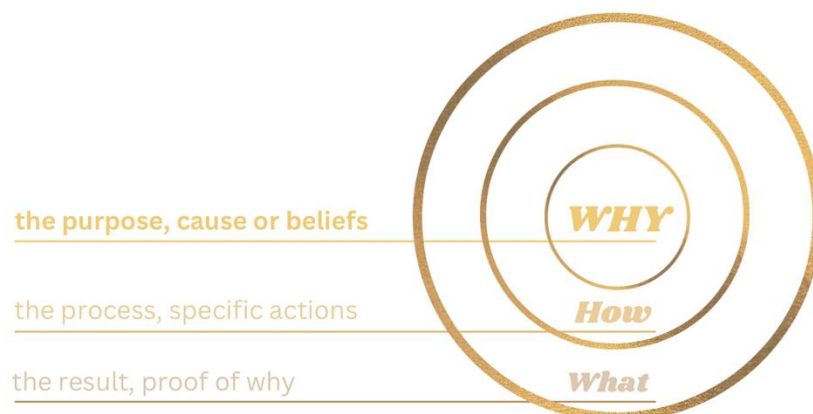 the purpose, cause or beliefs WHY
the process, specific actions How
the result, proof of why What